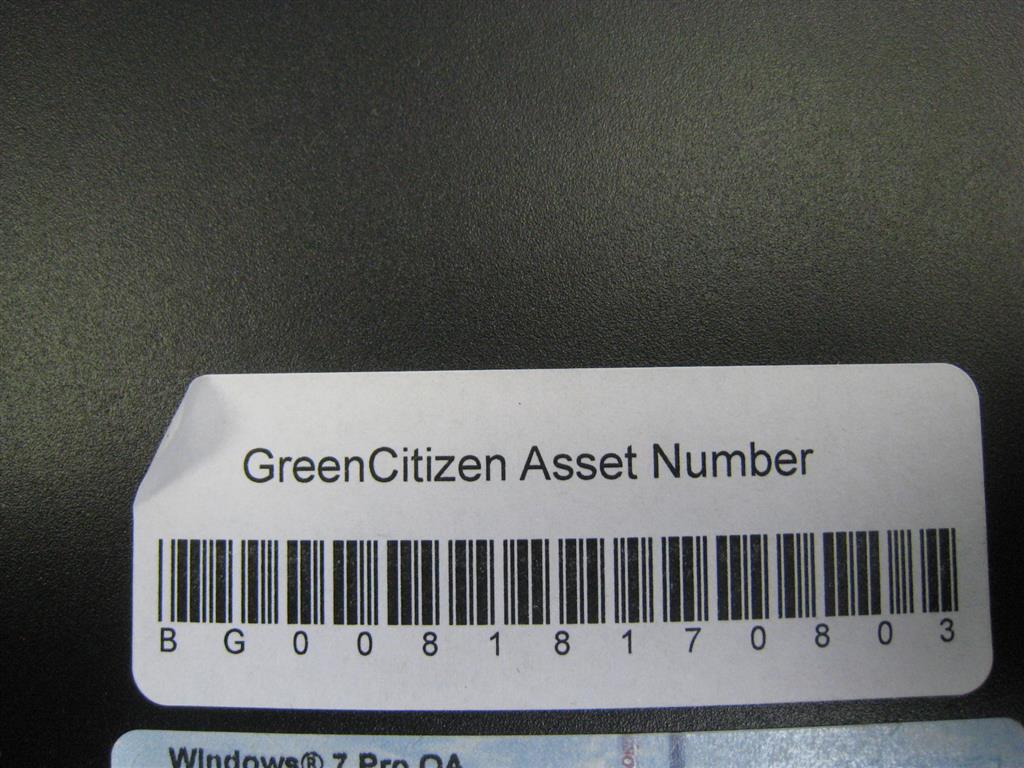 GreenCitizen Asset Number
B G 0 0 8 1 8 1 7 0 8 0 3
Windows® 7 Pro OA